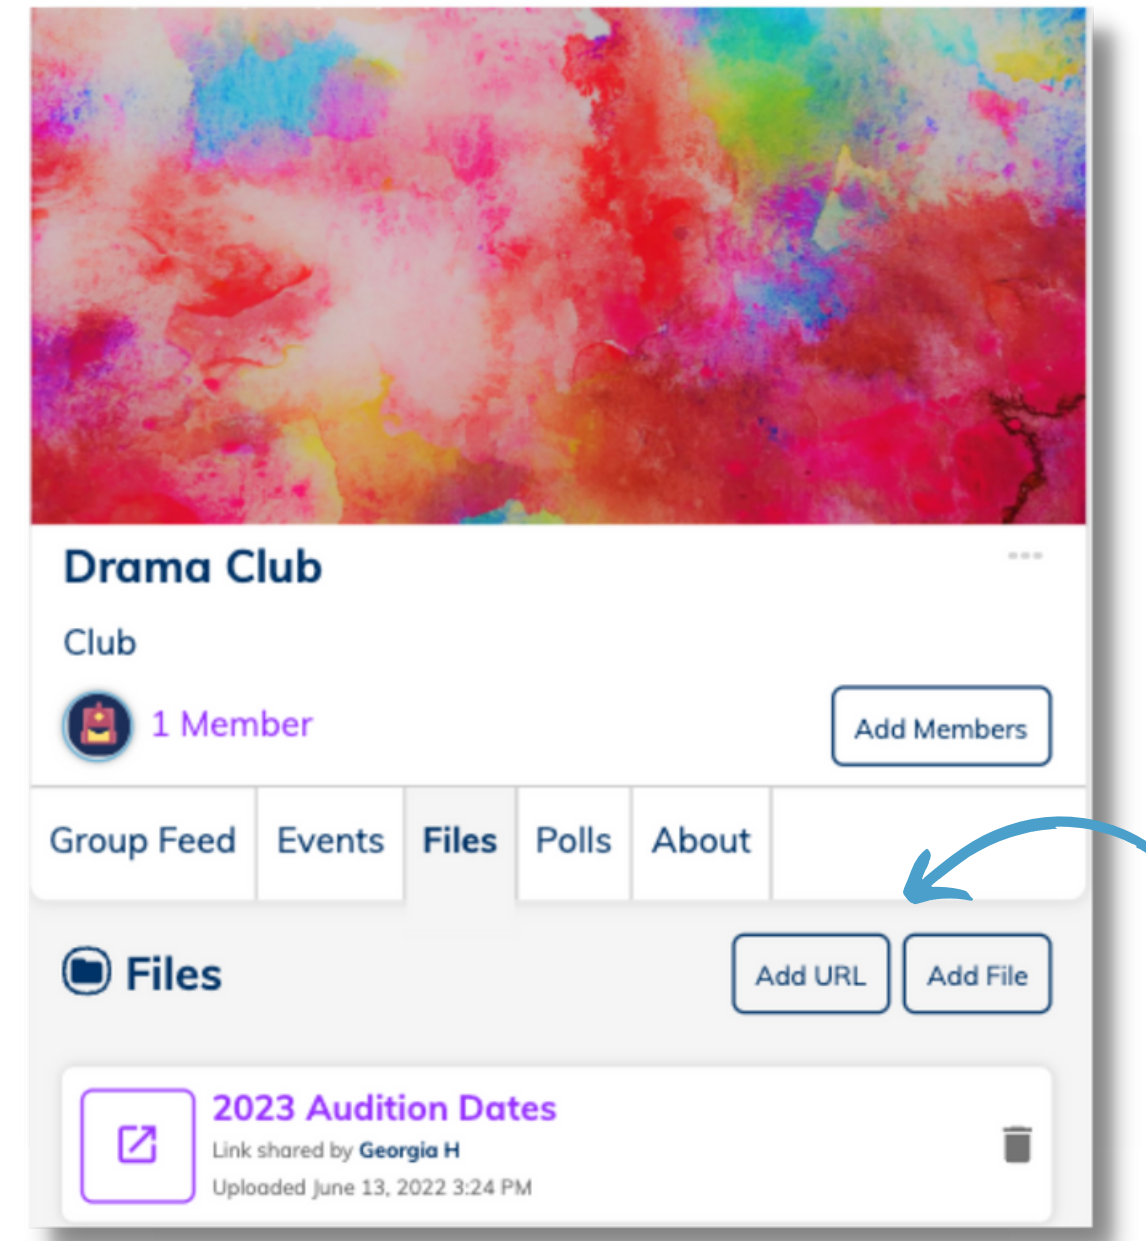 Drama Club
Club
1 Member
Add Members
Group Feed Events Files Polls About
Files
Add URL Add File
2023 Audition Dates
Link shared by Georgia H
Uploaded June 13, 2022 3:24 PM